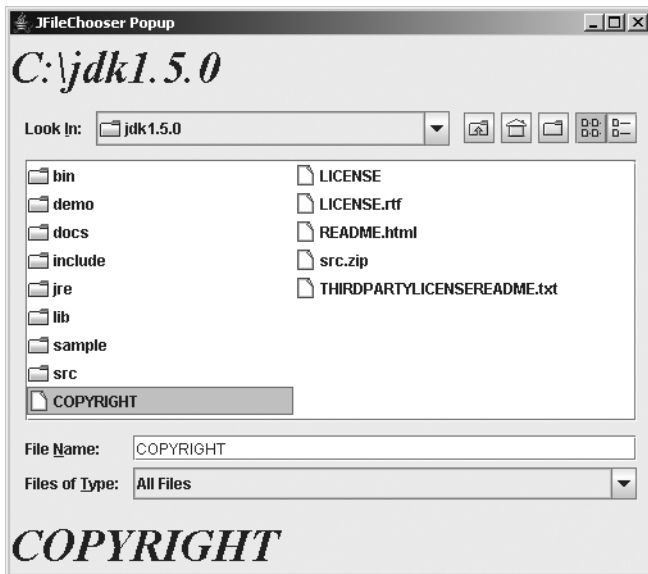 JFileChooser Popup
C:\jdk1.5.0
Look In: jdk1.5.0
bin
demo
docs
include
jre
lib
sample
src
COPYRIGHT
LICENSE
LICENSE.rtf
README.html
src.zip
THIRDPARTYLICENSEREADME.txt
File Name: COPYRIGHT
Files of Type: All Files
COPYRIGHT